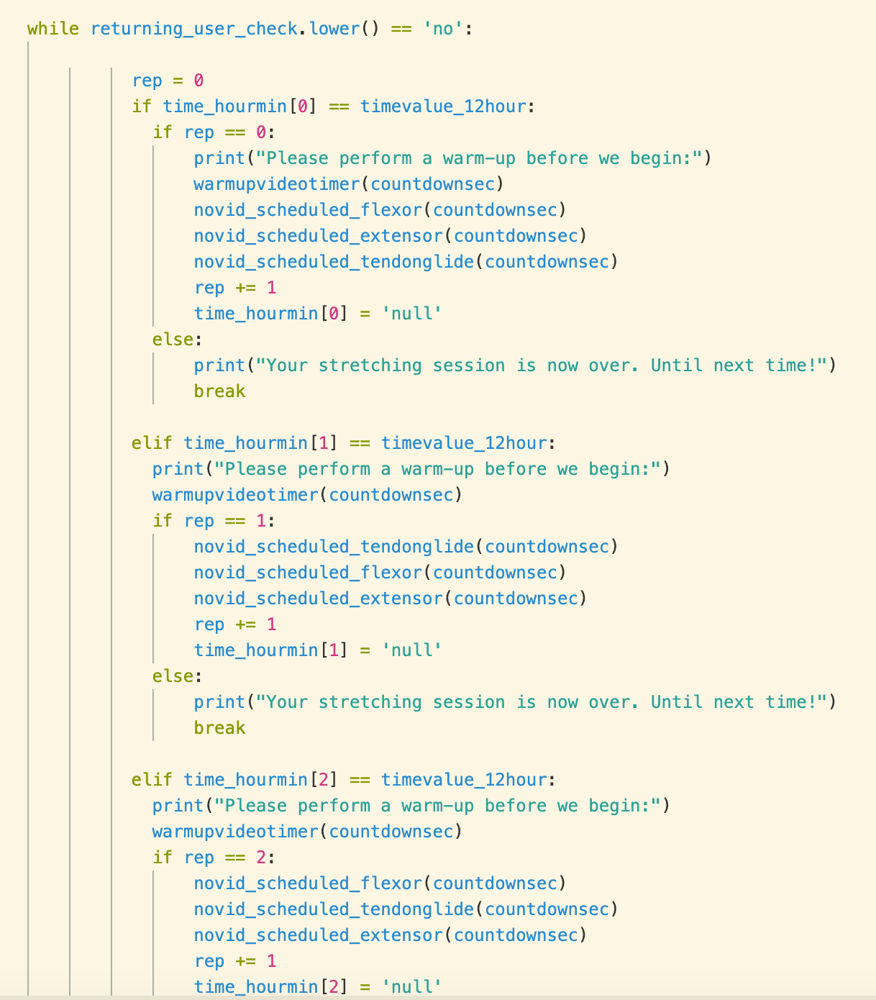 while returning_user_check.lower() == 'no':
rep = 0
if time_hourmin[0] == timevalue_12hour:
if rep == 0:
print("Please perform a warm-up before we begin:")
warmupvideotimer(countdownsec)
novid_scheduled_flexor(countdownsec)
novid_scheduled_extensor(countdownsec)
novid_scheduled_tendonglide(countdownsec)
rep += 1
time_hourmin[0] = 'null'
else:
print("Your stretching session is now over. Until next time!")
break
elif time_hourmin[1] == timevalue_12hour:
print("Please perform a warm-up before we begin:")
warmupvideotimer(countdownsec)
if rep == 1:
novid_scheduled_tendonglide(countdownsec)
novid_scheduled_flexor(countdownsec)
novid_scheduled_extensor(countdownsec)
rep += 1
time_hourmin[1] = 'null'
else:
print("Your stretching session is now over. Until next time!")
break
elif time_hourmin[2] == timevalue_12hour:
print("Please perform a warm-up before we begin:")
warmupvideotimer(countdownsec)
if rep == 2:
novid_scheduled_flexor(countdownsec)
novid_scheduled_tendonglide(countdownsec)
novid_scheduled_extensor(countdownsec)
rep += 1
time_hourmin[2] = 'null'